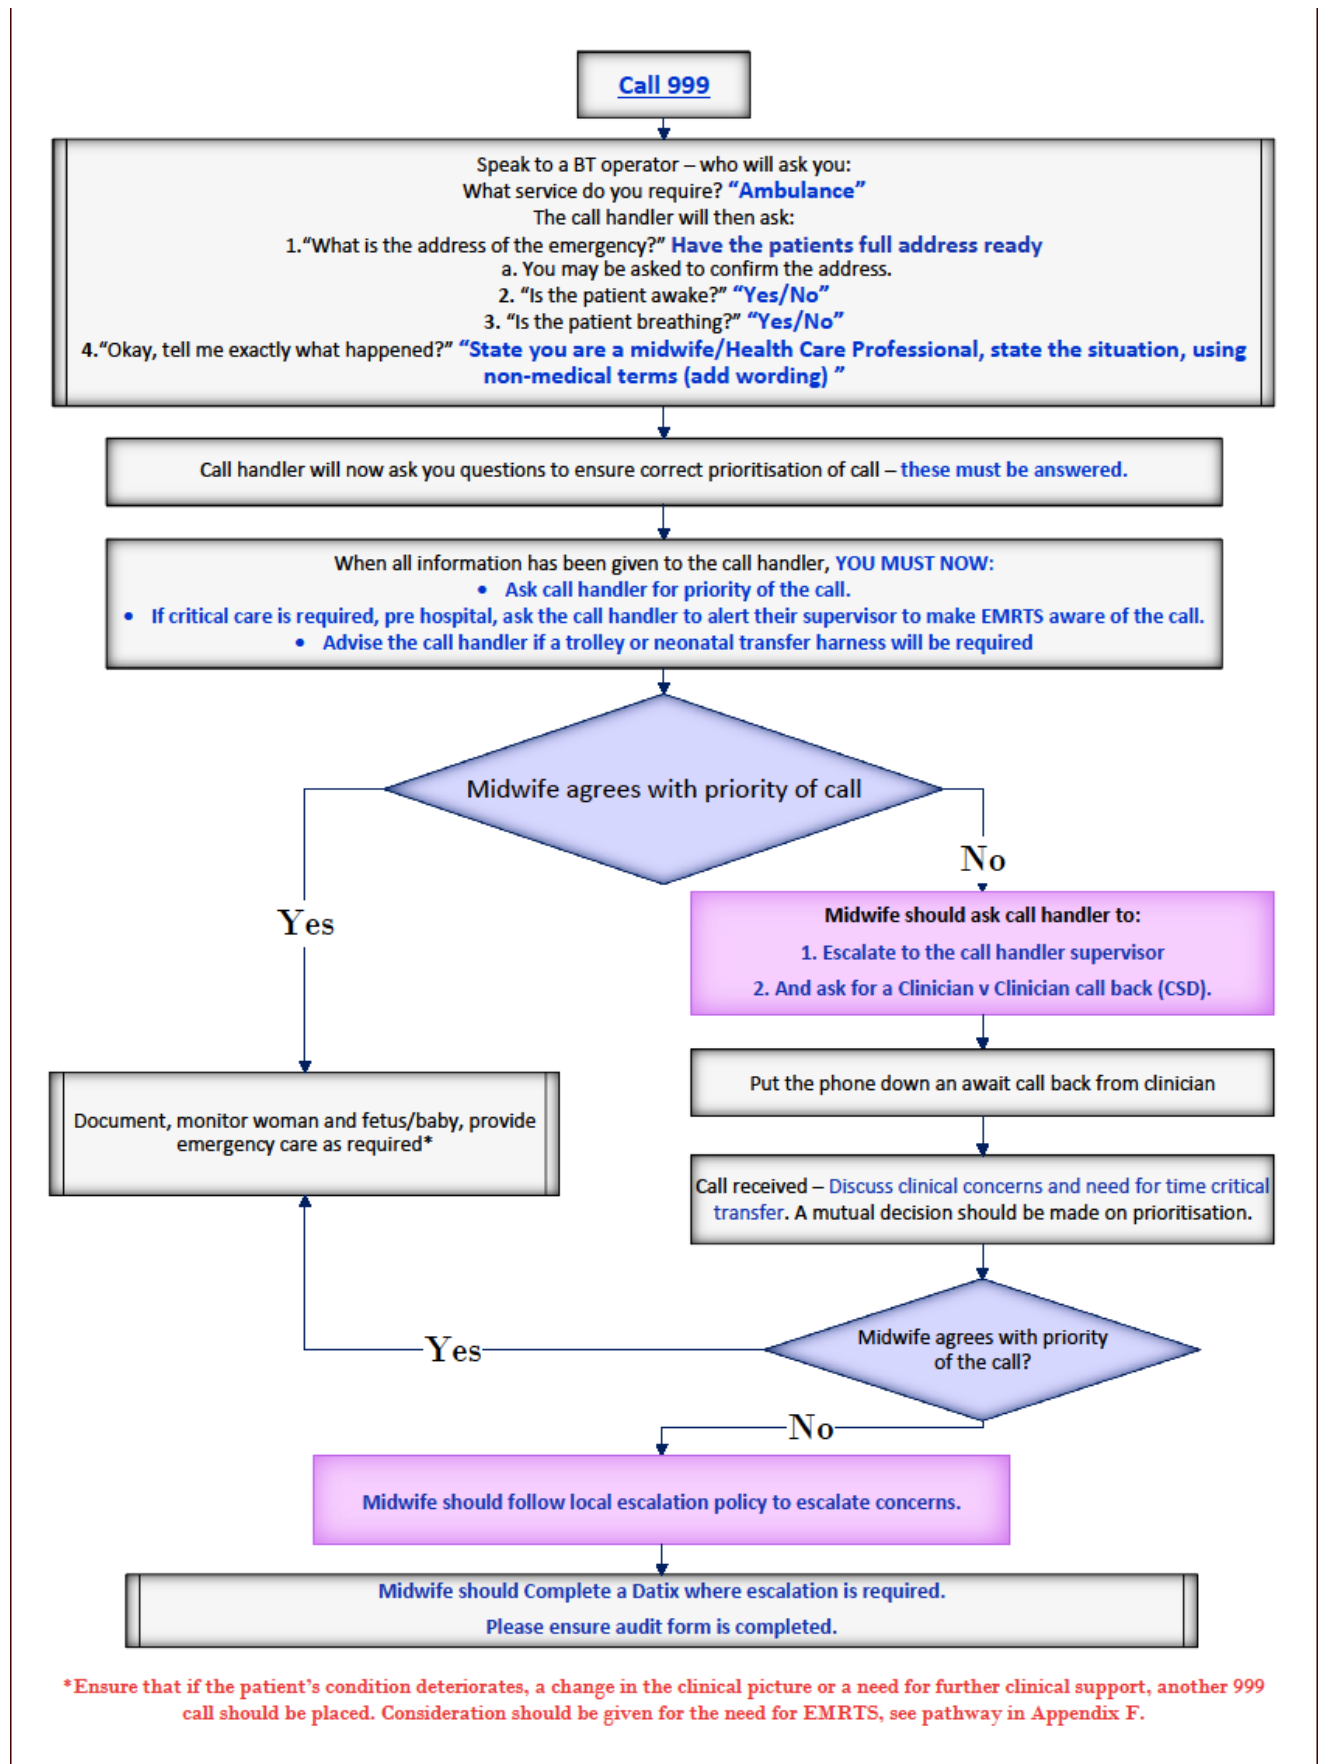 Call 999
Speak to a BT operator – who will ask you:
What service do you require? “Ambulance”
The call handler will then ask:
1.“What is the address of the emergency?” Have the patients full address ready
a. You may be asked to confirm the address.
2. “Is the patient awake?” “Yes/No”
3. “Is the patient breathing?” “Yes/No”
4.“Okay, tell me exactly what happened?” “State you are a midwife/Health Care Professional, state the situation, using
non-medical terms (add wording) ”
Call handler will now ask you questions to ensure correct prioritisation of call – these must be answered.
When all information has been given to the call handler, YOU MUST NOW:
• Ask call handler for priority of the call.
• If critical care is required, pre hospital, ask the call handler to alert their supervisor to make EMRTS aware of the call.
• Advise the call handler if a trolley or neonatal transfer harness will be required
Midwife agrees with priority of call
No
Yes
Midwife should ask call handler to:
1. Escalate to the call handler supervisor
2. And ask for a Clinician v Clinician call back (CSD).
Put the phone down an await call back from clinician
Document, monitor woman and fetus/baby, provide
emergency care as required*
Call received – Discuss clinical concerns and need for time critical
transfer. A mutual decision should be made on prioritisation.
Midwife agrees with priority
of the call?
Yes
No
Midwife should follow local escalation policy to escalate concerns.
Midwife should Complete a Datix where escalation is required.
Please ensure audit form is completed.
*Ensure that if the patient’s condition deteriorates, a change in the clinical picture or a need for further clinical support, another 999
call should be placed. Consideration should be given for the need for EMRTS, see pathway in Appendix F.